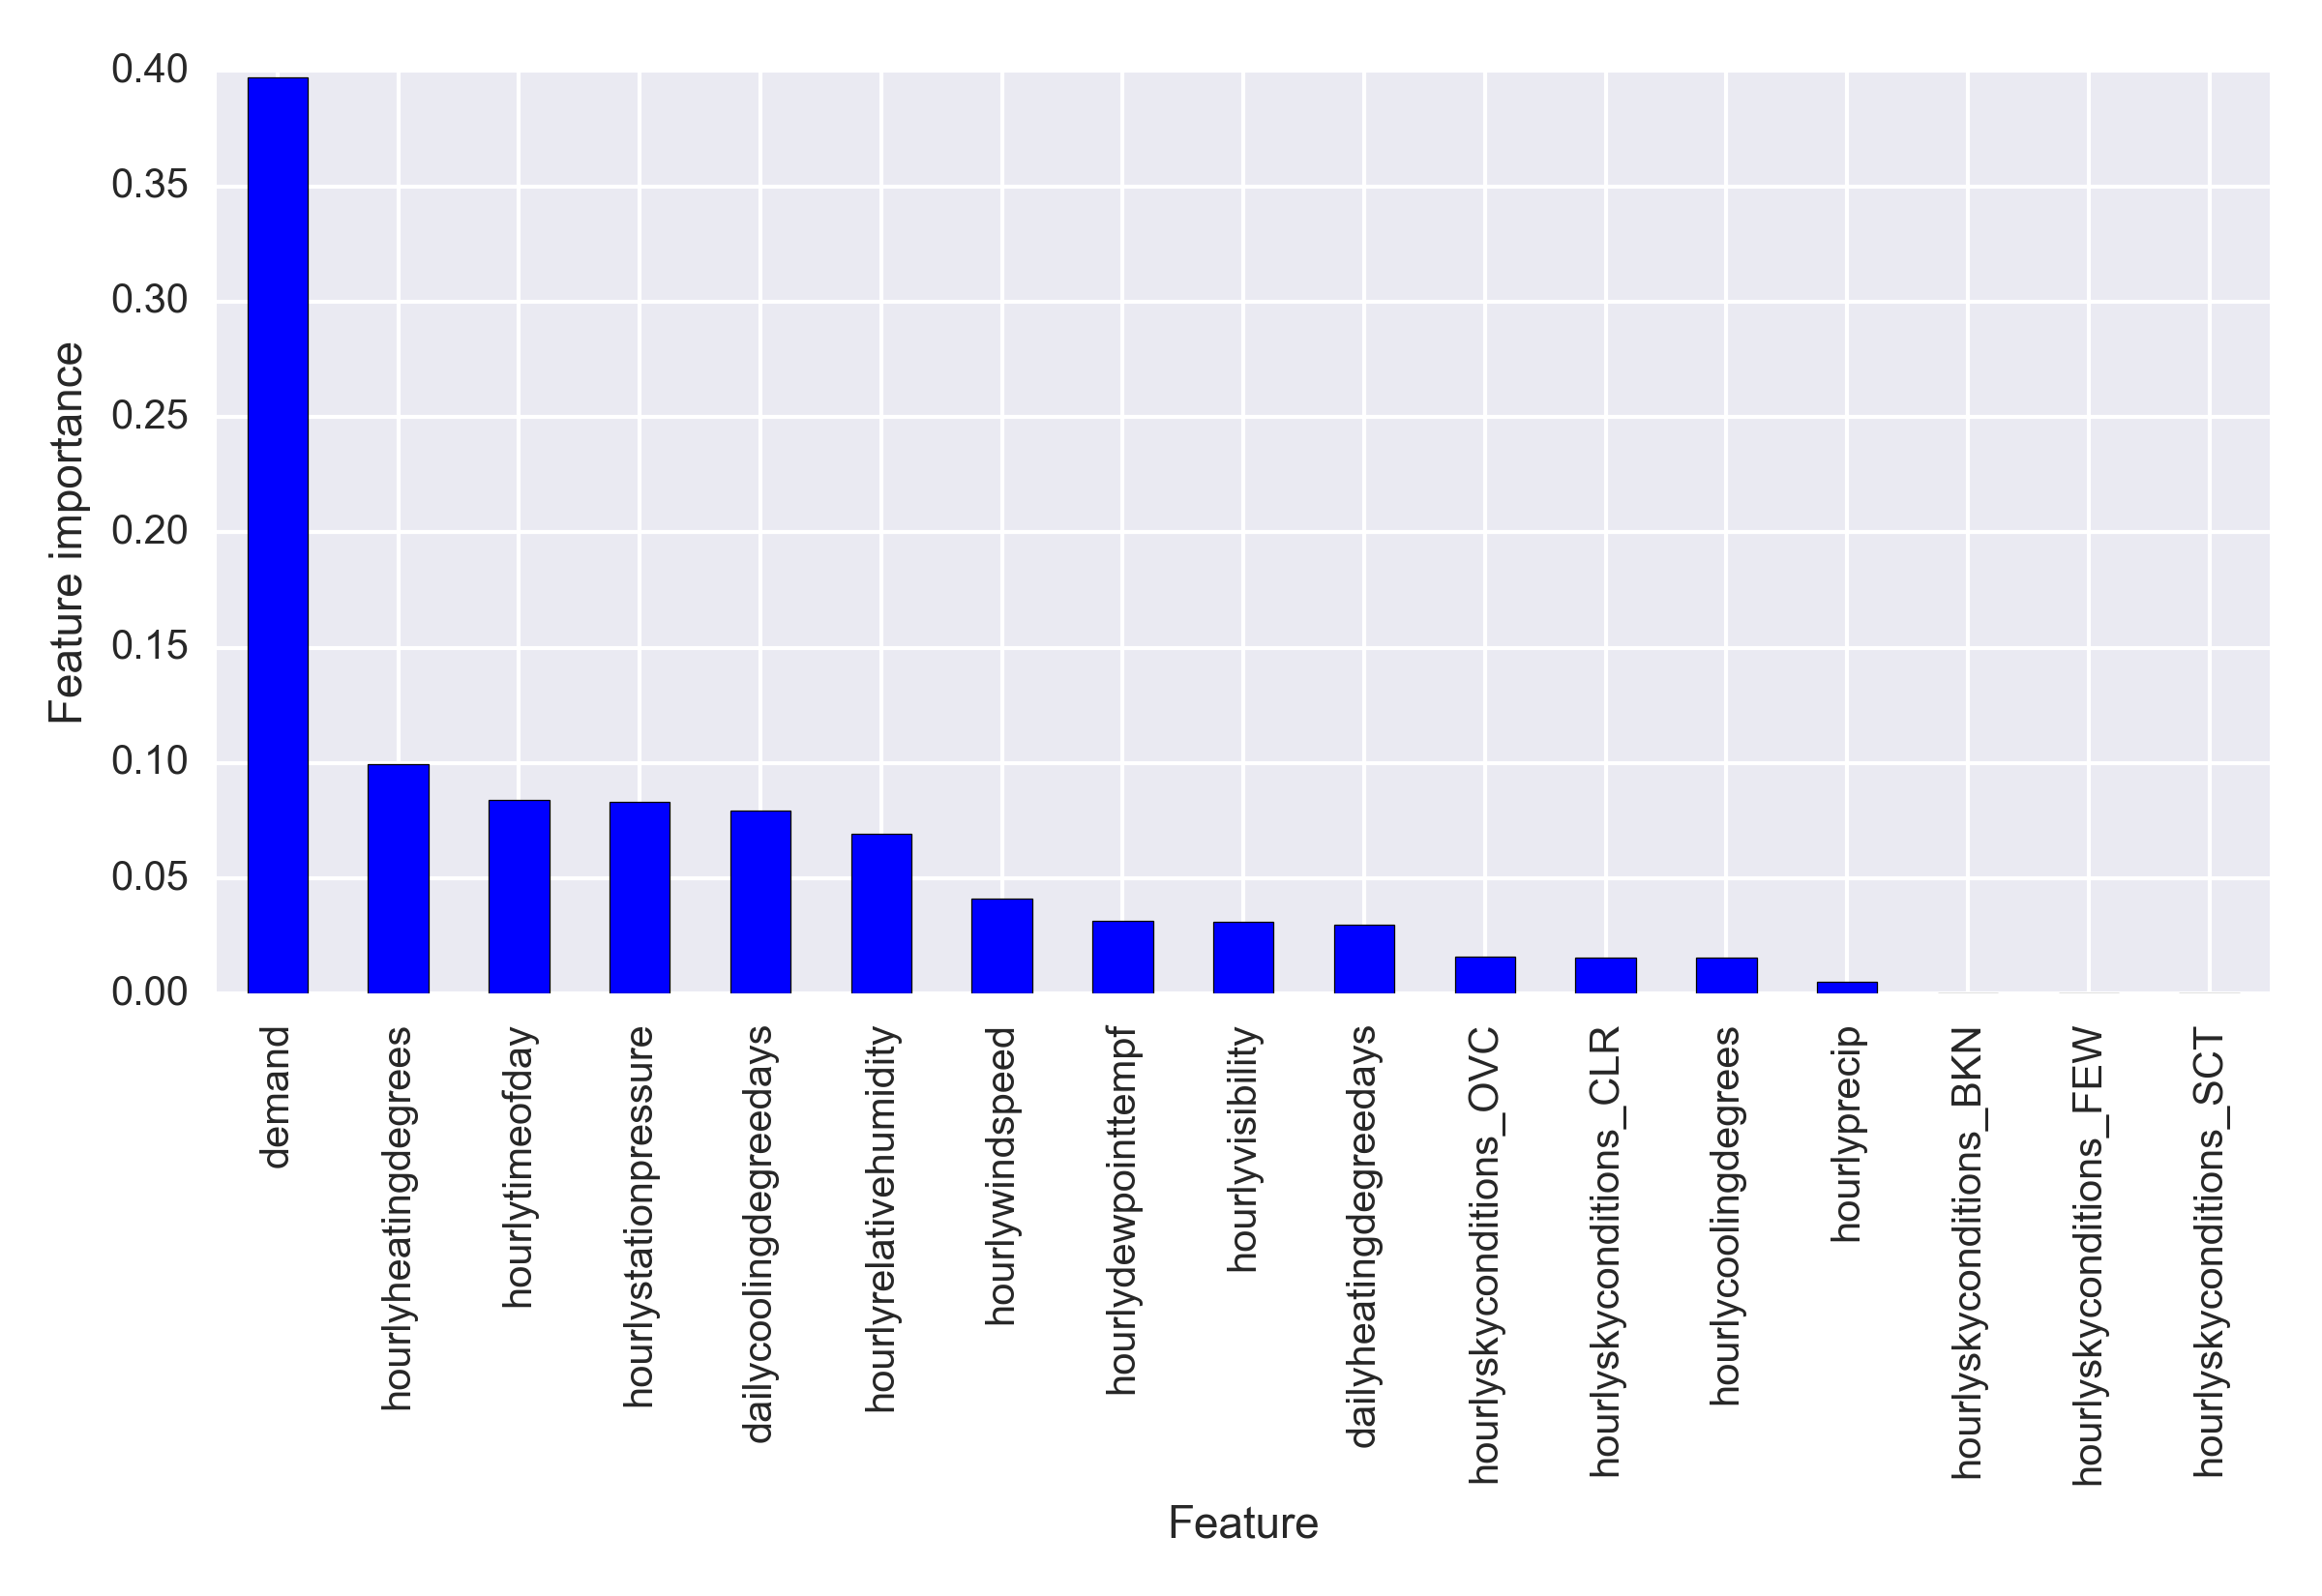 0.40
0.35
0.30
0.25
0.20
0.15
0.10
0.05
0.00
Feature importance
demand
hourlyheatingdegrees
hourlytimeofday
hourlystationpressure
dailycoolingdegreedays
hourlyrelativehumidity
hourlywindspeed
hourlydewpointtempf
hourlyvisibility
dailyheatingdegreedays
hourlyskyconditions_OVC
hourlyskyconditions_CLR
hourlycoolingdegrees
hourlyprecip
hourlyskyconditions_BKN
hourlyskyconditions_FEW
hourlyskyconditions_SCT
Feature